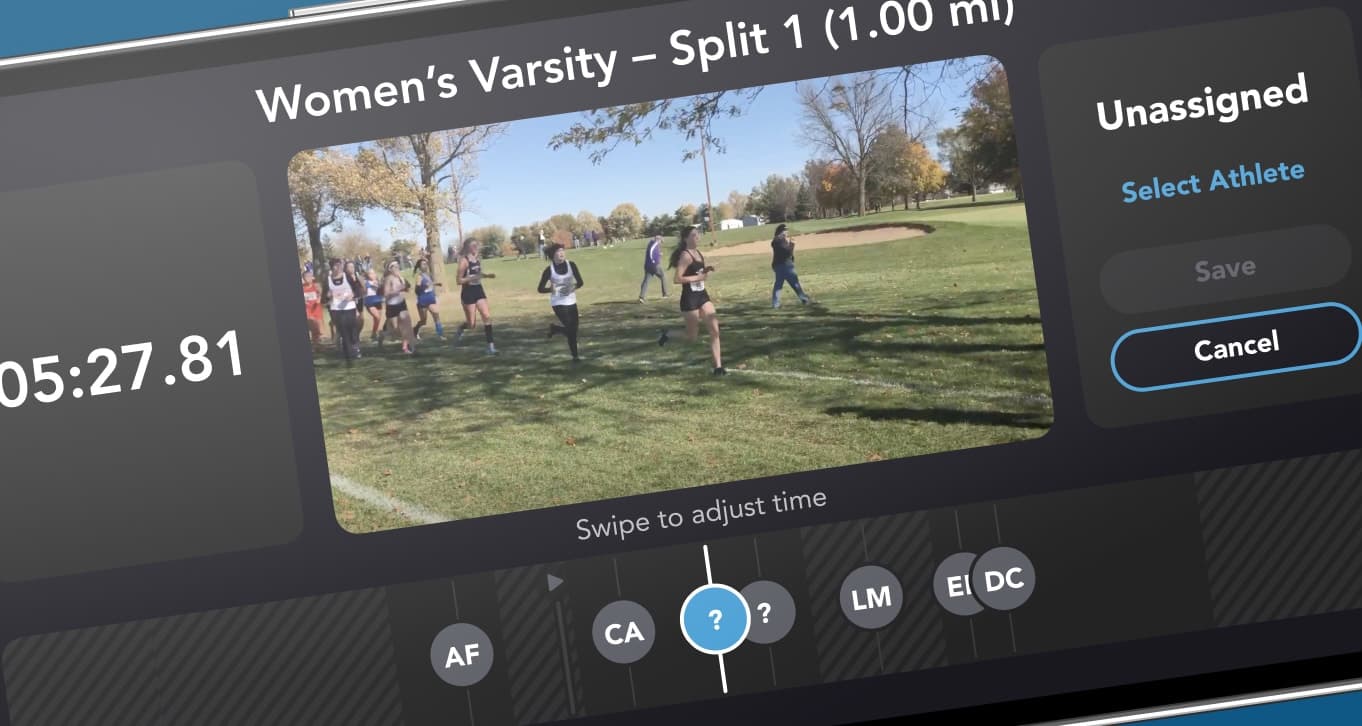 Women's Varsity – Split 1 (1.00 mi)
05:27.81
Unassigned
Select Athlete
Save
Cancel
Swipe to adjust time
AF
CA
?
?
LM
DC